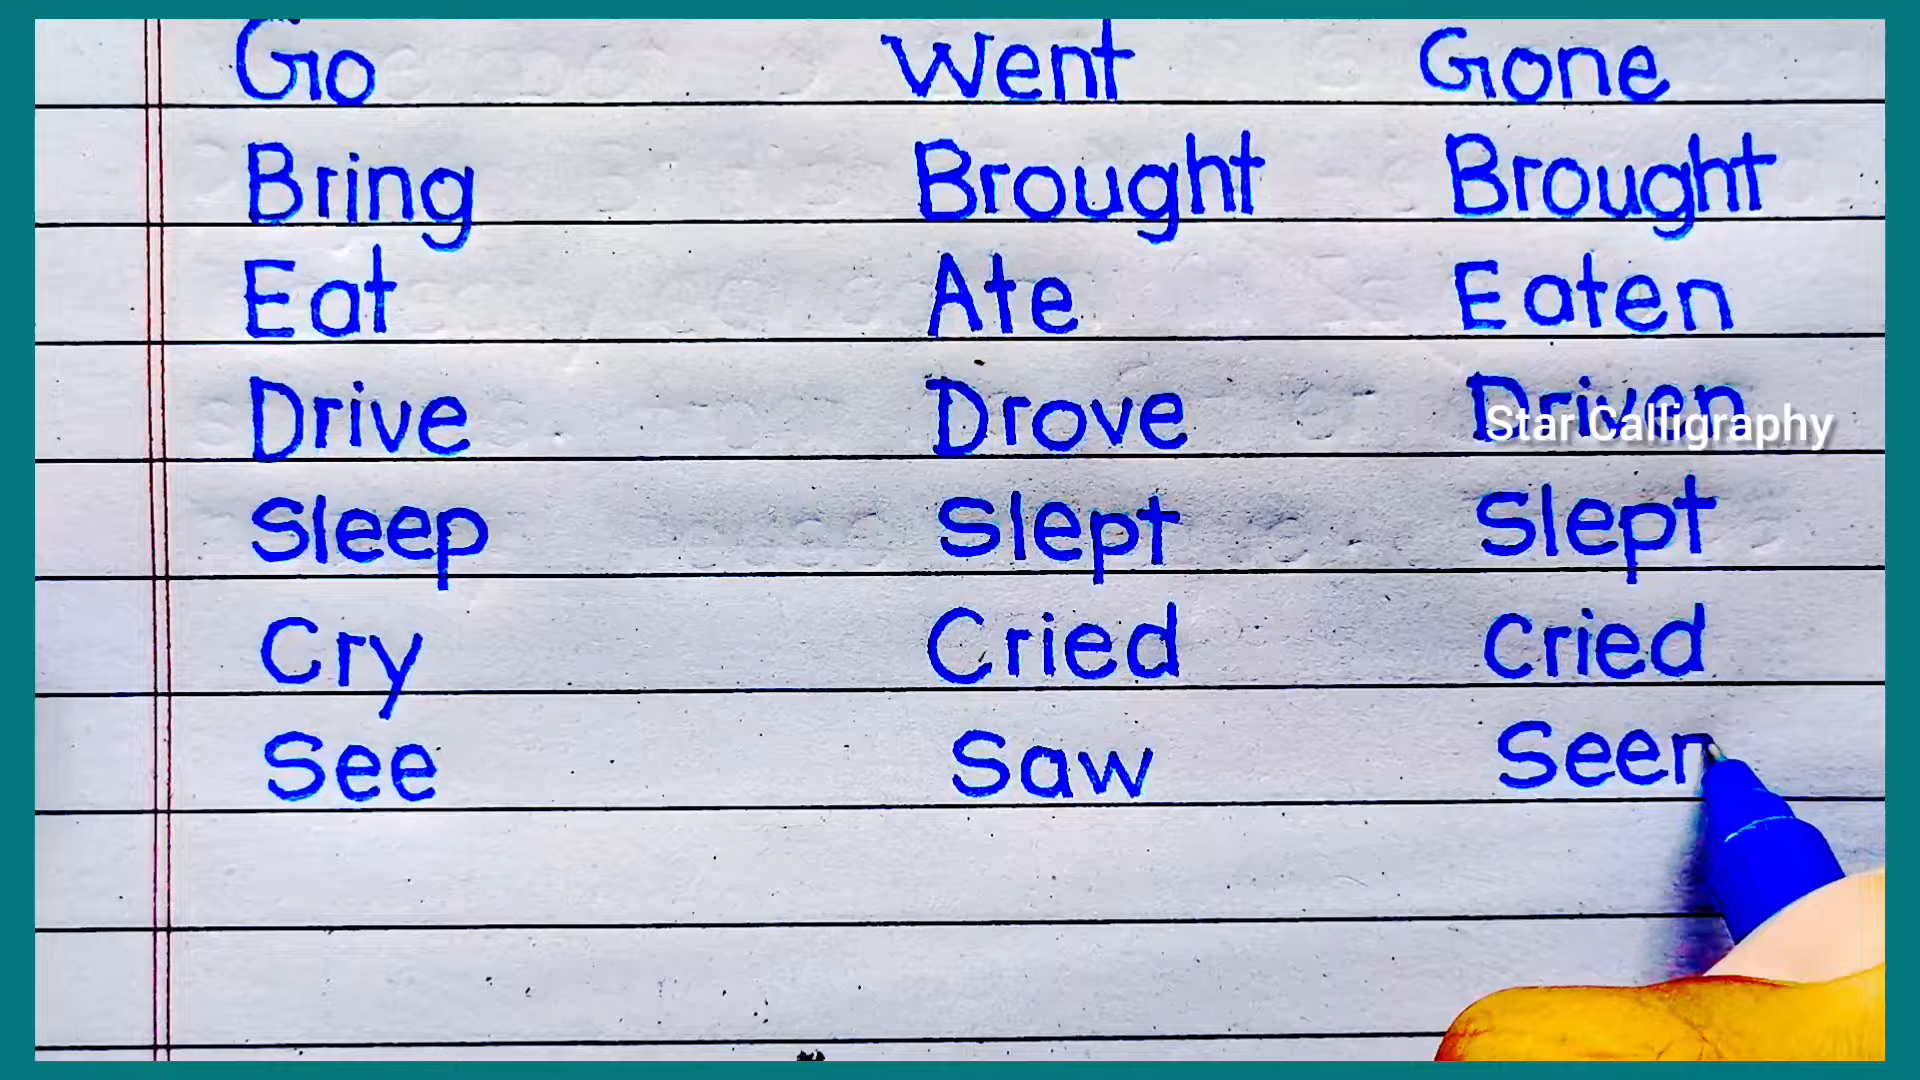 Go Went Gone
Bring Brought Brought
Eat Ate Eaten
Drive Drove Driven
Star Calligraphy
Sleep Slept Slept
Cry Cried Cried
See Saw Seen